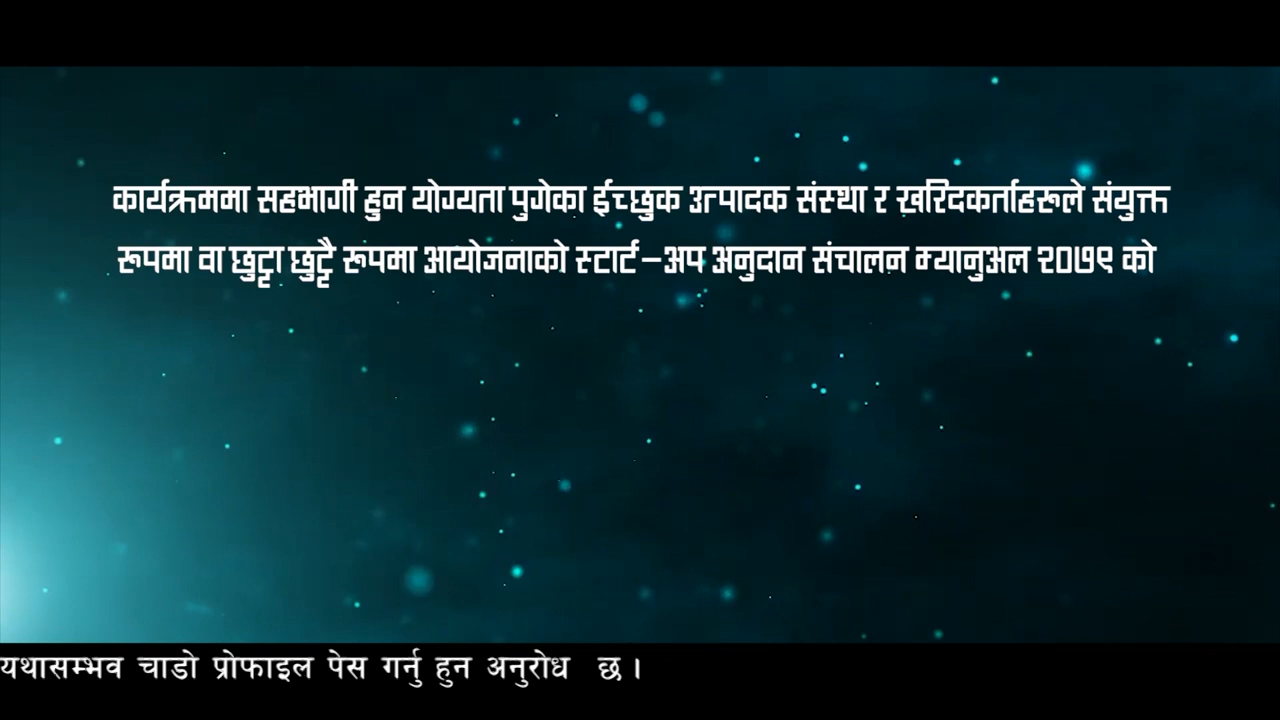 कार्यक्रममा सहभागी हुन योग्यता पुगेका ईच्छुक उत्पादक संस्था र खरिदकर्ताहरूले संयुक्त
रूपमा वा छुट्टा छुट्टै रूपमा आयोजनाको स्टार्ट–अप अनुदान संचालन म्यानुअल २०७९ को
यथासम्भव चाडो प्रोफाइल पेस गर्नु हुन अनुरोध छ ।